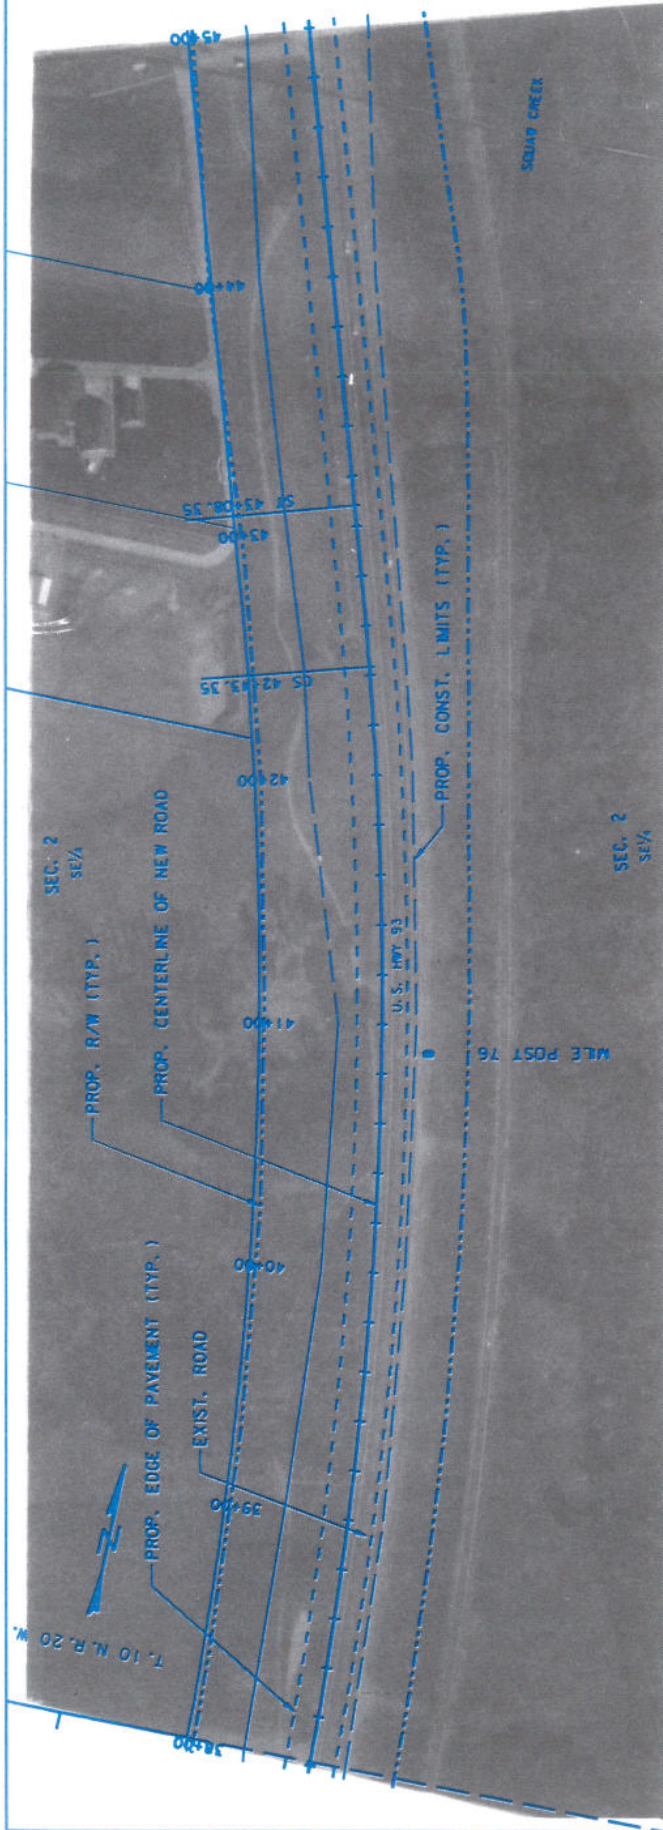 45+00
SQUAW CREEK
44+00
ST 43+08.35
43+00
CS 42+43.35
42+00
PROP. CONST. LIMITS (TYP.)
SEC. 2
SE¼
SEC. 2
SE¼
PROP. R/W (TYP.)
PROP. CENTERLINE OF NEW ROAD
41+00
U.S. HWY 93
MILE POST 76
40+00
PROP. EDGE OF PAVEMENT (TYP.)
EXIST. ROAD
39+00
N
T. 10 N. R. 20 W.
38+00